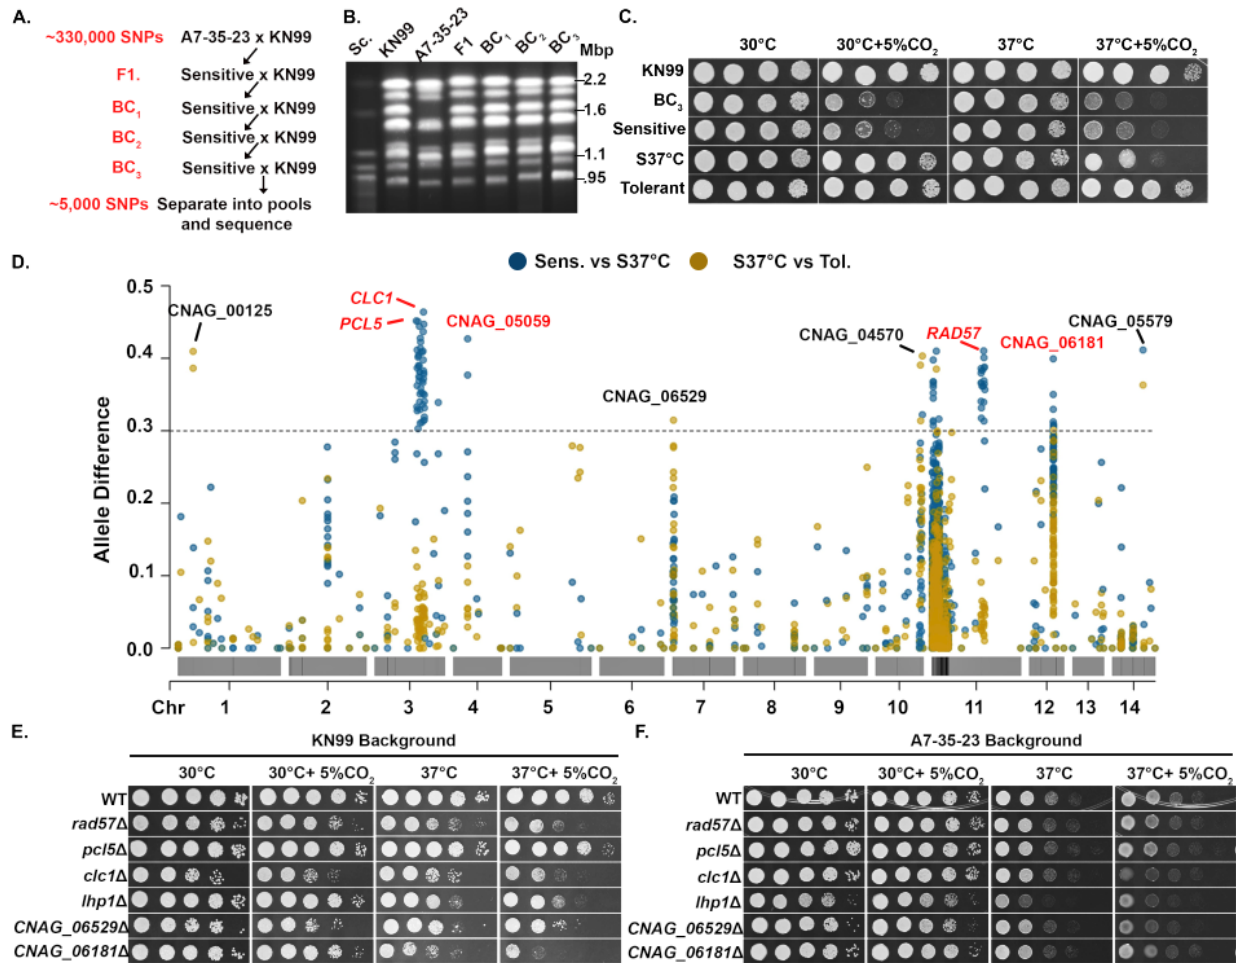 A.
~330,000 SNPs A7-35-23 x KN99
F1. Sensitive x KN99
BC1 Sensitive x KN99
BC2 Sensitive x KN99
BC3 Sensitive x KN99
~5,000 SNPs Separate into pools
and sequence
B.
Sc. KN99 A7-35-23 F1 BC1 BC2 BC3 Mbp
2.2
1.6
1.1
.95
C.
30°C 30°C+5%CO2 37°C 37°C+5%CO2
KN99
BC3
Sensitive
S37°C
Tolerant
D.
Sens. vs S37°C S37°C vs Tol.
Allele Difference
0.5
0.4
0.3
0.2
0.1
0.0
CNAG_00125
CLC1
PCL5
CNAG_05059
CNAG_06529
CNAG_04570
RAD57
CNAG_06181
CNAG_05579
Chr 1 2 3 4 5 6 7 8 9 10 11 12 13 14
E.
KN99 Background
30°C 30°C+ 5%CO2 37°C 37°C+ 5%CO2
WT
rad57Δ
pcl5Δ
clc1Δ
lhp1Δ
CNAG_06529Δ
CNAG_06181Δ
F.
A7-35-23 Background
30°C 30°C+ 5%CO2 37°C 37°C+ 5%CO2
WT
rad57Δ
pcl5Δ
clc1Δ
lhp1Δ
CNAG_06529Δ
CNAG_06181Δ